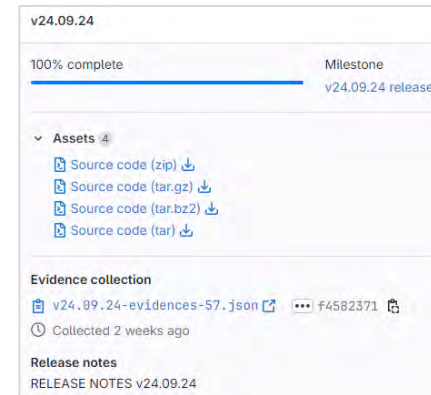 v24.09.24
100% complete
Milestone
v24.09.24 release
Assets 4
Source code (zip)
Source code (tar.gz)
Source code (tar.bz2)
Source code (tar)
Evidence collection
v24.09.24-evidences-57.json ••• f4582371
Collected 2 weeks ago
Release notes
RELEASE NOTES v24.09.24